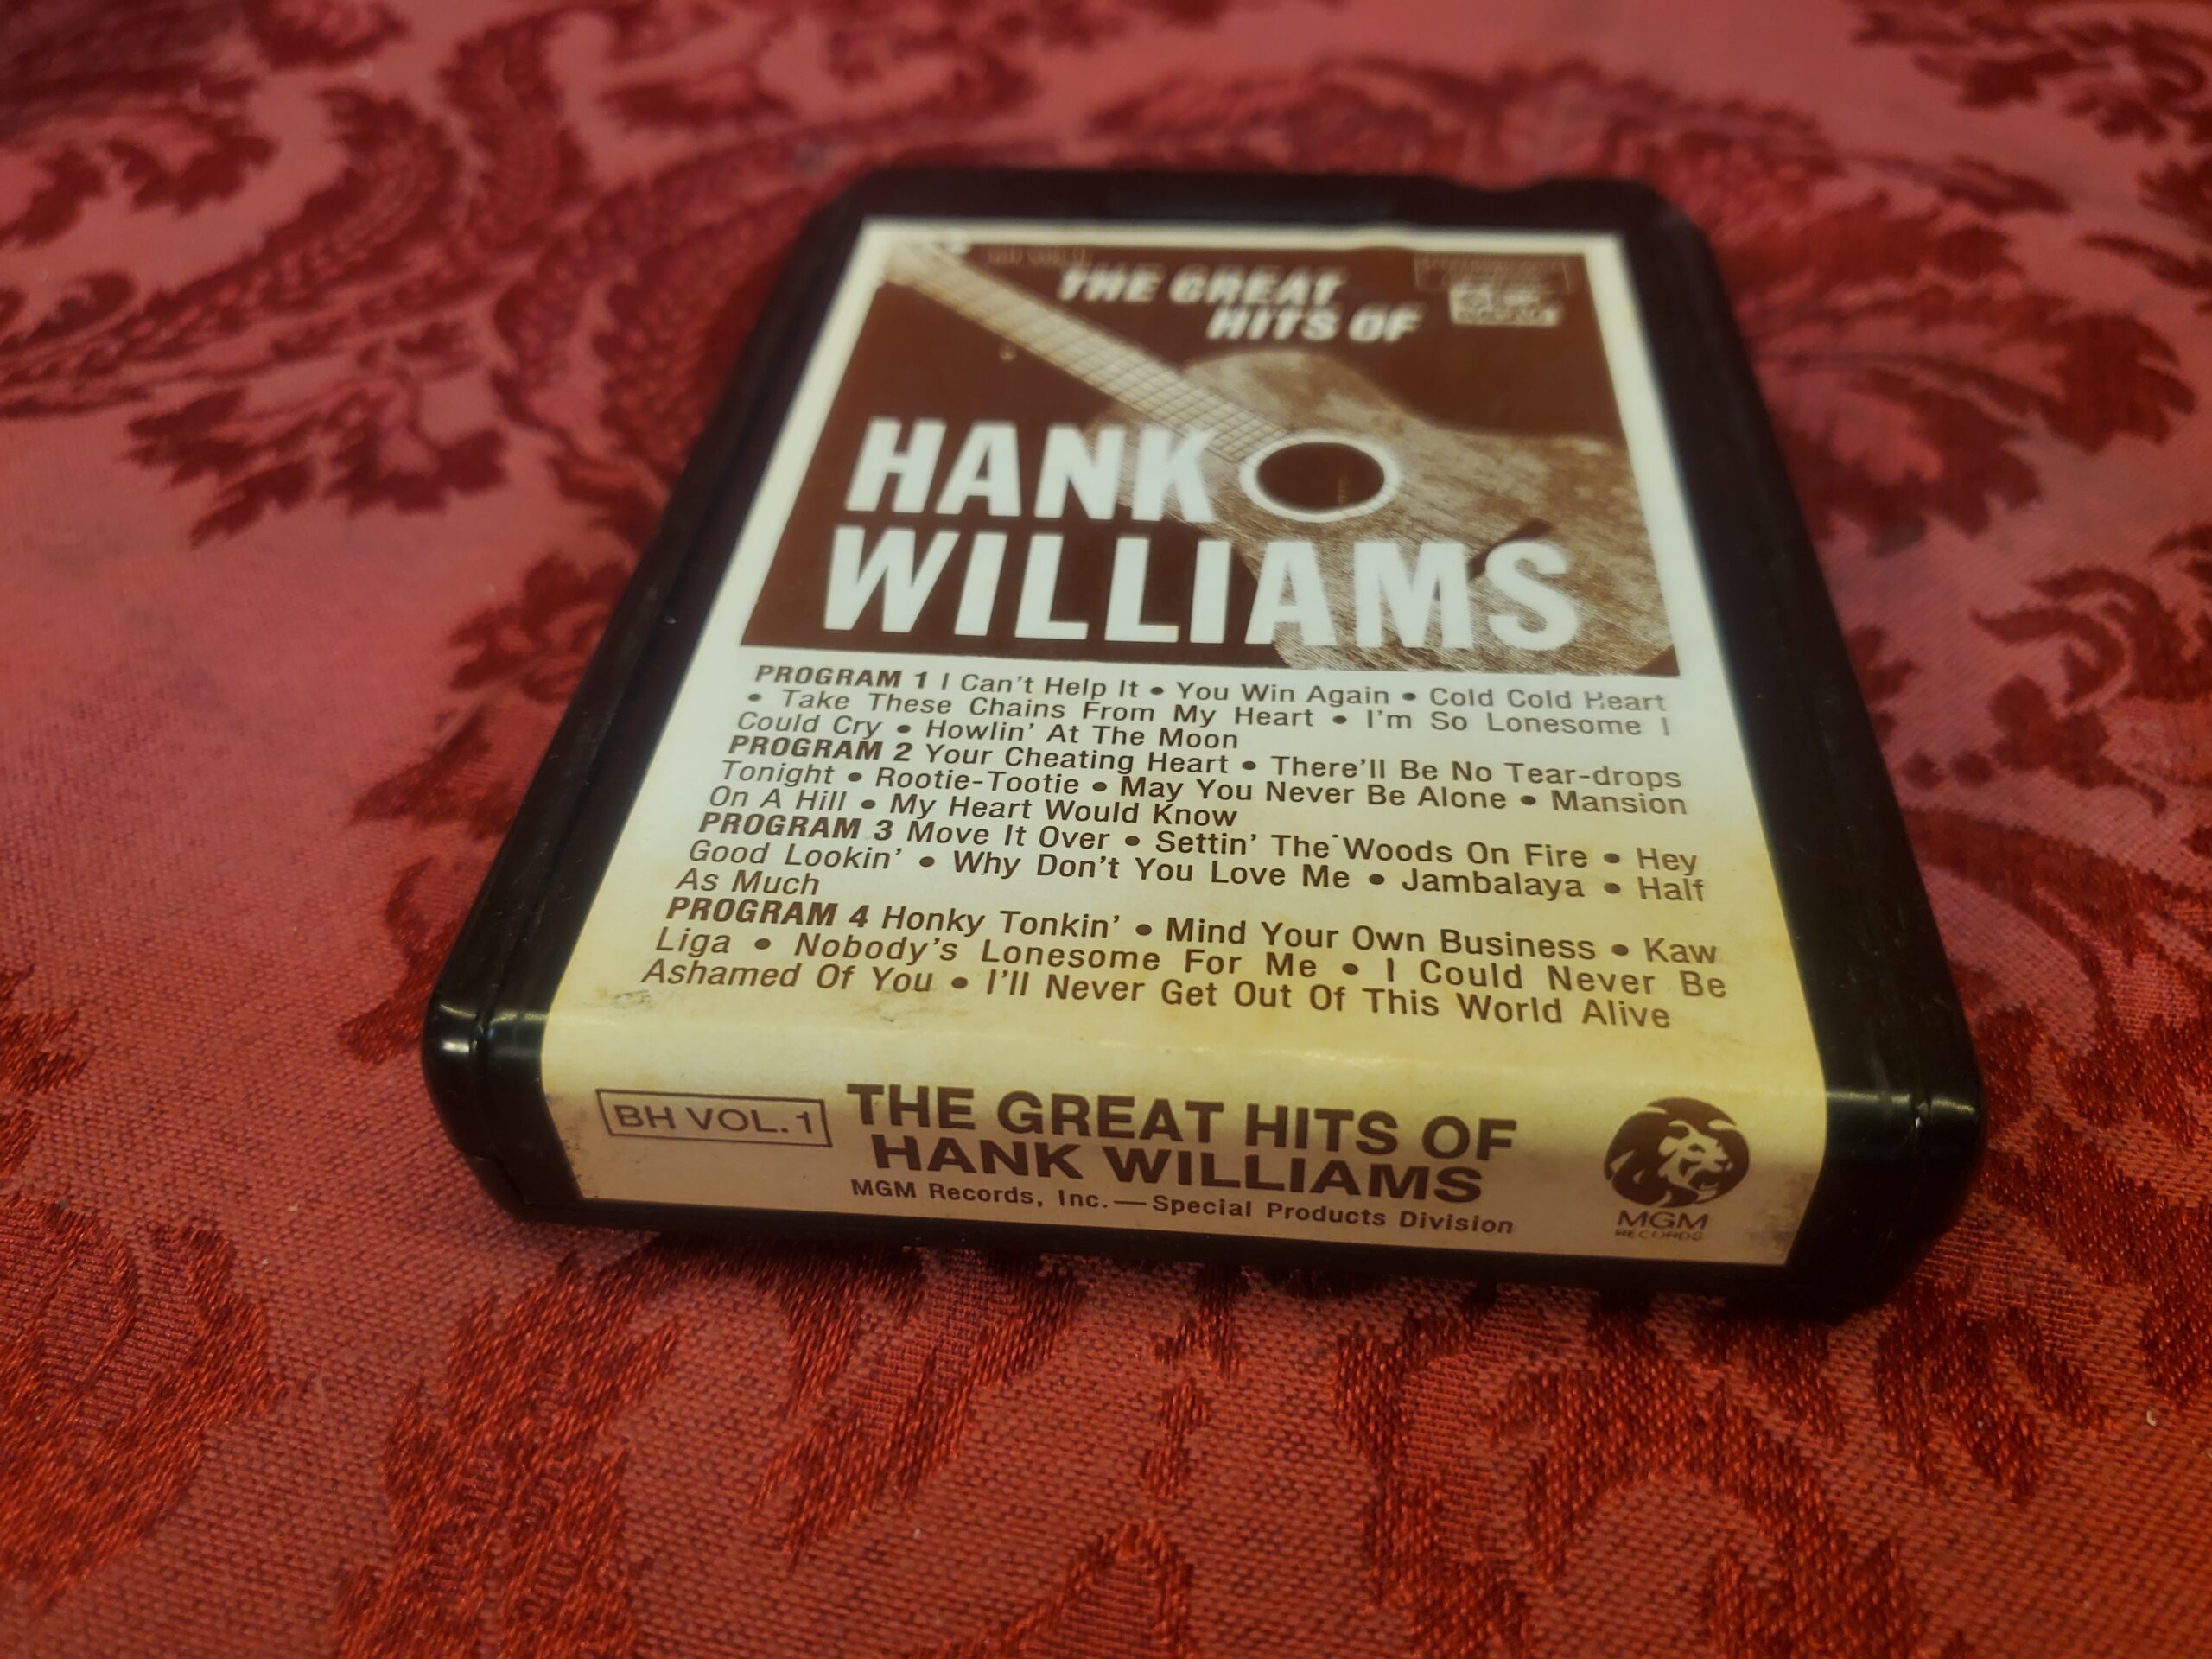 THE GREAT
HITS OF
HANK
WILLIAMS
PROGRAM 1 I Can't Help It • You Win Again • Cold Cold Heart
• Take These Chains From My Heart • I'm So Lonesome I
Could Cry • Howlin' At The Moon
PROGRAM 2 Your Cheating Heart • There'll Be No Tear-drops
Tonight • Rootie-Tootie • May You Never Be Alone • Mansion
On A Hill • My Heart Would Know
PROGRAM 3 Move It Over • Settin' The Woods On Fire • Hey
Good Lookin' • Why Don't You Love Me • Jambalaya • Half
As Much
PROGRAM 4 Honky Tonkin' • Mind Your Own Business • Kaw
Liga • Nobody's Lonesome For Me • I Could Never Be
Ashamed Of You • I'll Never Get Out Of This World Alive
BH VOL. 1
THE GREAT HITS OF
HANK WILLIAMS
MGM Records, Inc. — Special Products Division
MGM
RECORDS